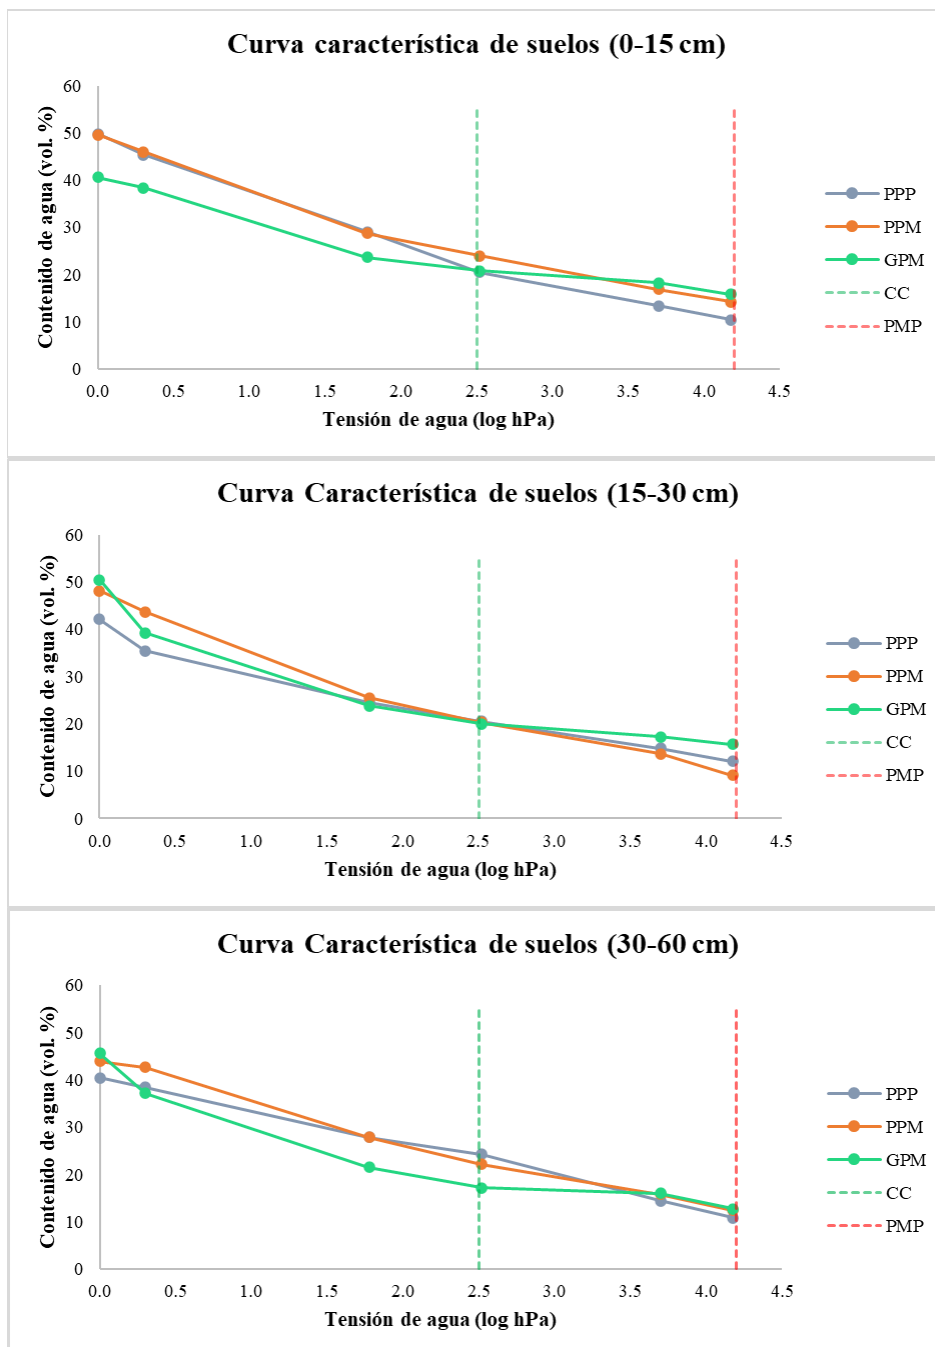 Curva característica de suelos (0-15 cm)
Contenido de agua (vol. %)
60
50
40
30
20
10
0
0.0 0.5 1.0 1.5 2.0 2.5 3.0 3.5 4.0 4.5
Tensión de agua (log hPa)
PPP
PPM
GPM
CC
PMP
Curva Característica de suelos (15-30 cm)
Contenido de agua (vol. %)
60
50
40
30
20
10
0
0.0 0.5 1.0 1.5 2.0 2.5 3.0 3.5 4.0 4.5
Tensión de agua (log hPa)
PPP
PPM
GPM
CC
PMP
Curva Característica de suelos (30-60 cm)
Contenido de agua (vol. %)
60
50
40
30
20
10
0
0.0 0.5 1.0 1.5 2.0 2.5 3.0 3.5 4.0 4.5
Tensión de agua (log hPa)
PPP
PPM
GPM
CC
PMP